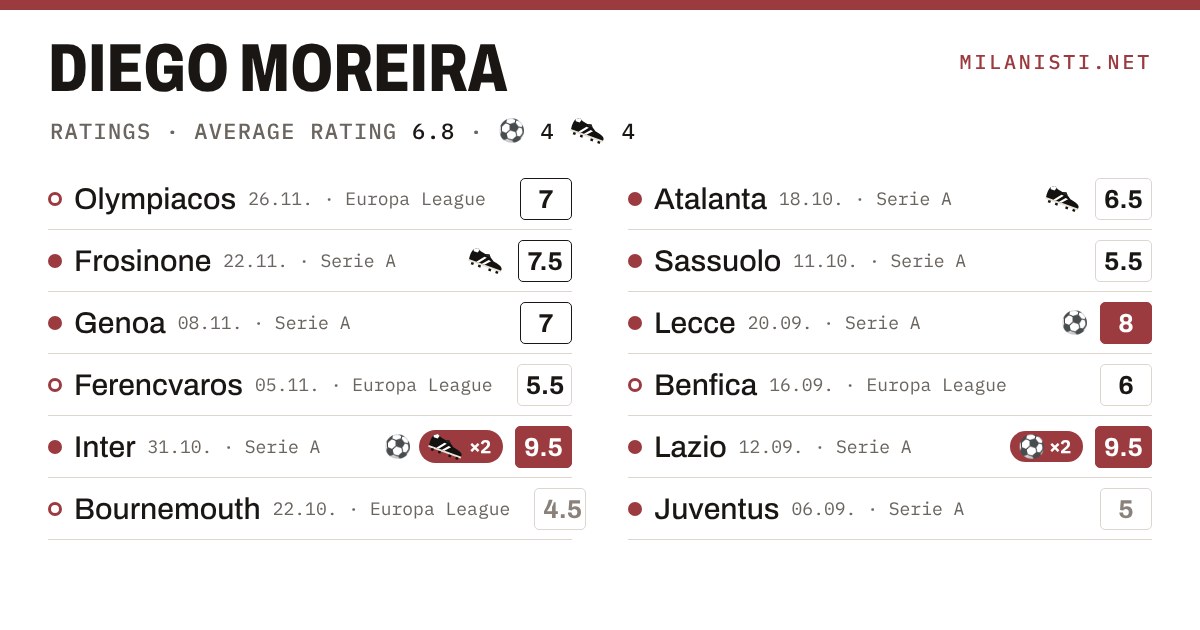 DIEGO MOREIRA
MILANISTI.NET
RATINGS · AVERAGE RATING 6.8 · ⚽ 4 4
Olympiacos 26.11. · Europa League 7
Frosinone 22.11. · Serie A 7.5
Genoa 08.11. · Serie A 7
Ferencvaros 05.11. · Europa League 5.5
Inter 31.10. · Serie A ⚽ ×2 9.5
Bournemouth 22.10. · Europa League 4.5
Atalanta 18.10. · Serie A 6.5
Sassuolo 11.10. · Serie A 5.5
Lecce 20.09. · Serie A ⚽ 8
Benfica 16.09. · Europa League 6
Lazio 12.09. · Serie A ⚽ ×2 9.5
Juventus 06.09. · Serie A 5